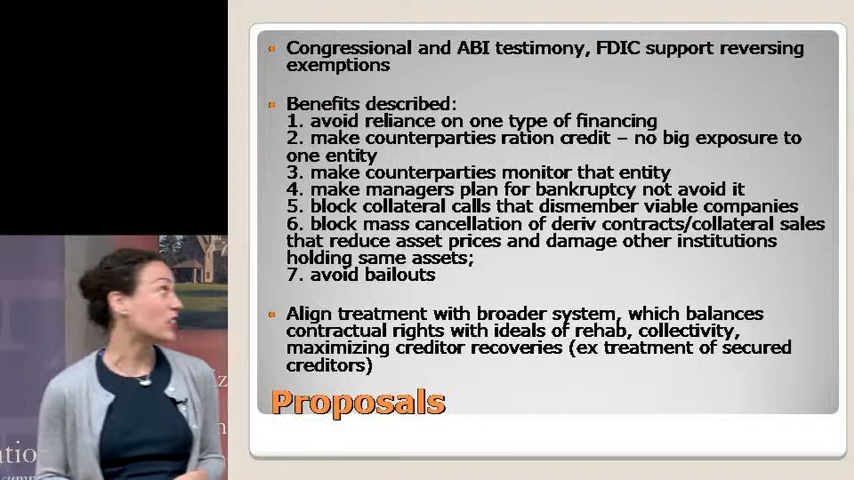 Congressional and ABI testimony, FDIC support reversing
exemptions
Benefits described:
1. avoid reliance on one type of financing
2. make counterparties ration credit – no big exposure to
one entity
3. make counterparties monitor that entity
4. make managers plan for bankruptcy not avoid it
5. block collateral calls that dismember viable companies
6. block mass cancellation of deriv contracts/collateral sales
that reduce asset prices and damage other institutions
holding same assets;
7. avoid bailouts
Align treatment with broader system, which balances
contractual rights with ideals of rehab, collectivity,
maximizing creditor recoveries (ex treatment of secured
creditors)
Proposals